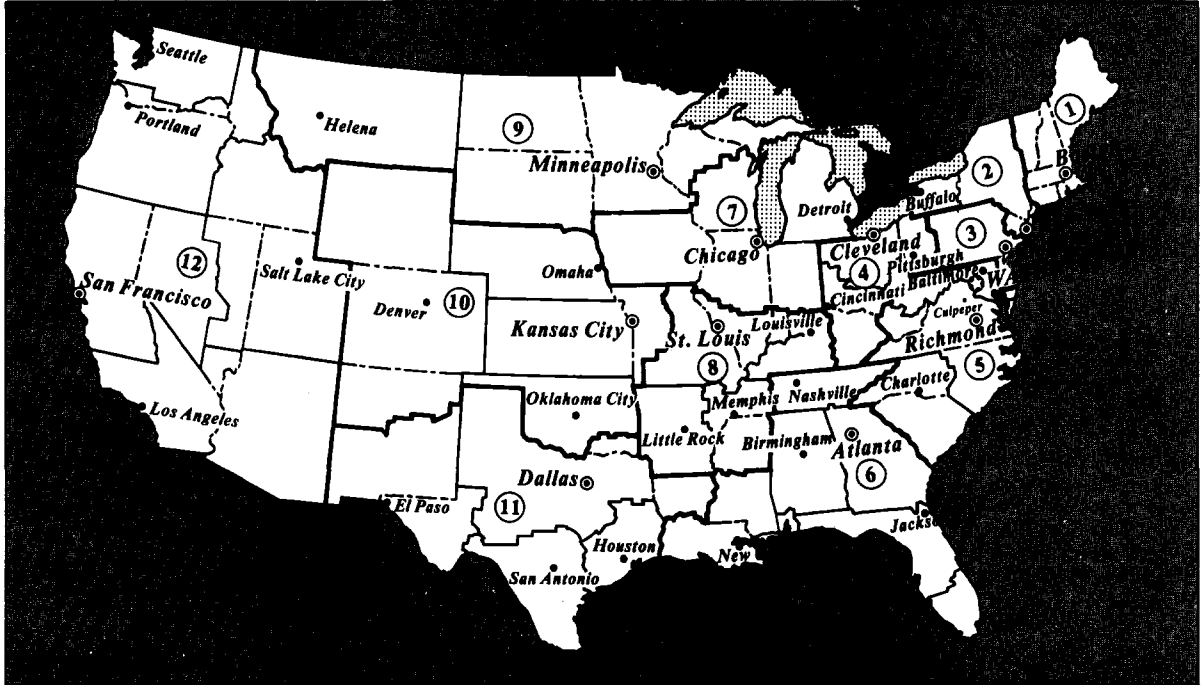 Seattle
Portland
Helena
9
Minneapolis
1
2
B
Buffalo
7
Detroit
3
Chicago
Cleveland
4
Pittsburgh
Baltimore
WA
Cincinnati
Culpeper
Richmond
12
Salt Lake City
San Francisco
Omaha
Denver
10
Kansas City
St. Louis
Louisville
8
5
Los Angeles
Oklahoma City
Memphis
Nashville
Charlotte
Little Rock
Birmingham
Atlanta
6
Dallas
11
El Paso
Jackso
Houston
New
San Antonio